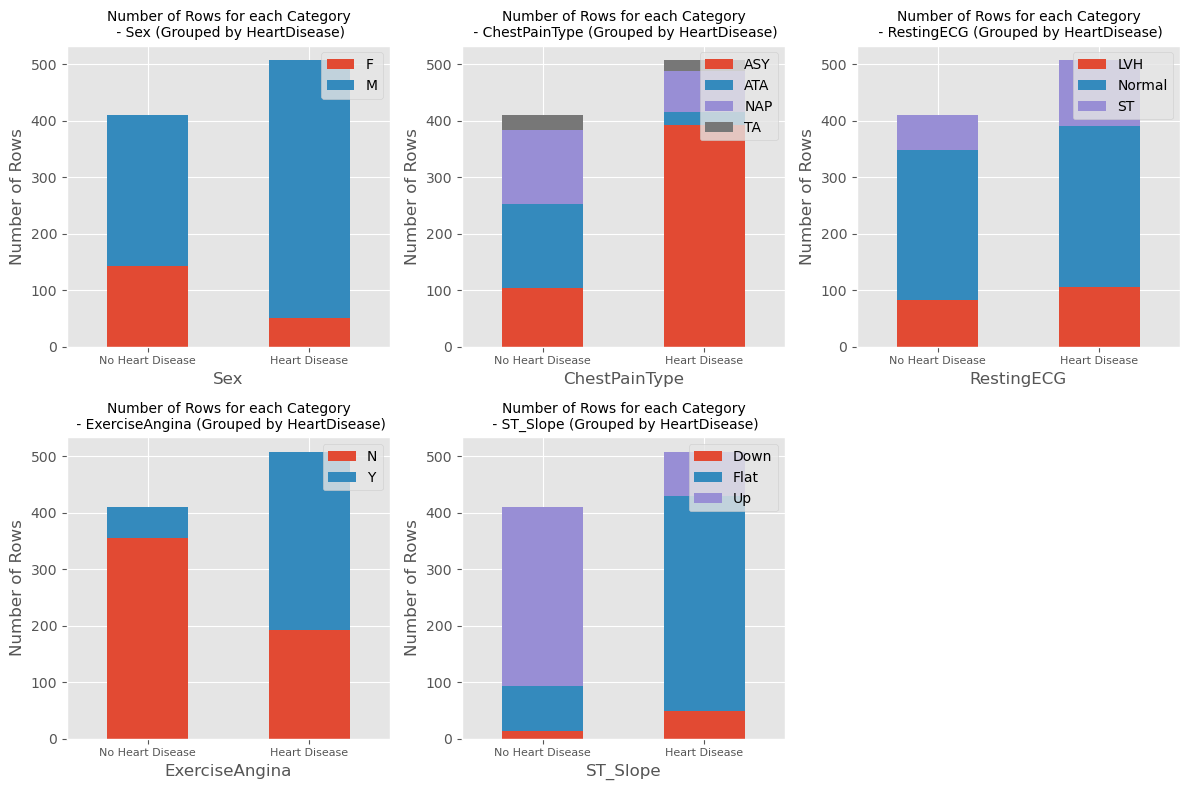 Number of Rows for each Category
- Sex (Grouped by HeartDisease)
Number of Rows
500
400
300
200
100
0
F
M
No Heart Disease
Heart Disease
Sex
Number of Rows for each Category
- ChestPainType (Grouped by HeartDisease)
Number of Rows
500
400
300
200
100
0
ASY
ATA
NAP
TA
No Heart Disease
Heart Disease
ChestPainType
Number of Rows for each Category
- RestingECG (Grouped by HeartDisease)
Number of Rows
500
400
300
200
100
0
LVH
Normal
ST
No Heart Disease
Heart Disease
RestingECG
Number of Rows for each Category
- ExerciseAngina (Grouped by HeartDisease)
Number of Rows
500
400
300
200
100
0
N
Y
No Heart Disease
Heart Disease
ExerciseAngina
Number of Rows for each Category
- ST_Slope (Grouped by HeartDisease)
Number of Rows
500
400
300
200
100
0
Down
Flat
Up
No Heart Disease
Heart Disease
ST_Slope